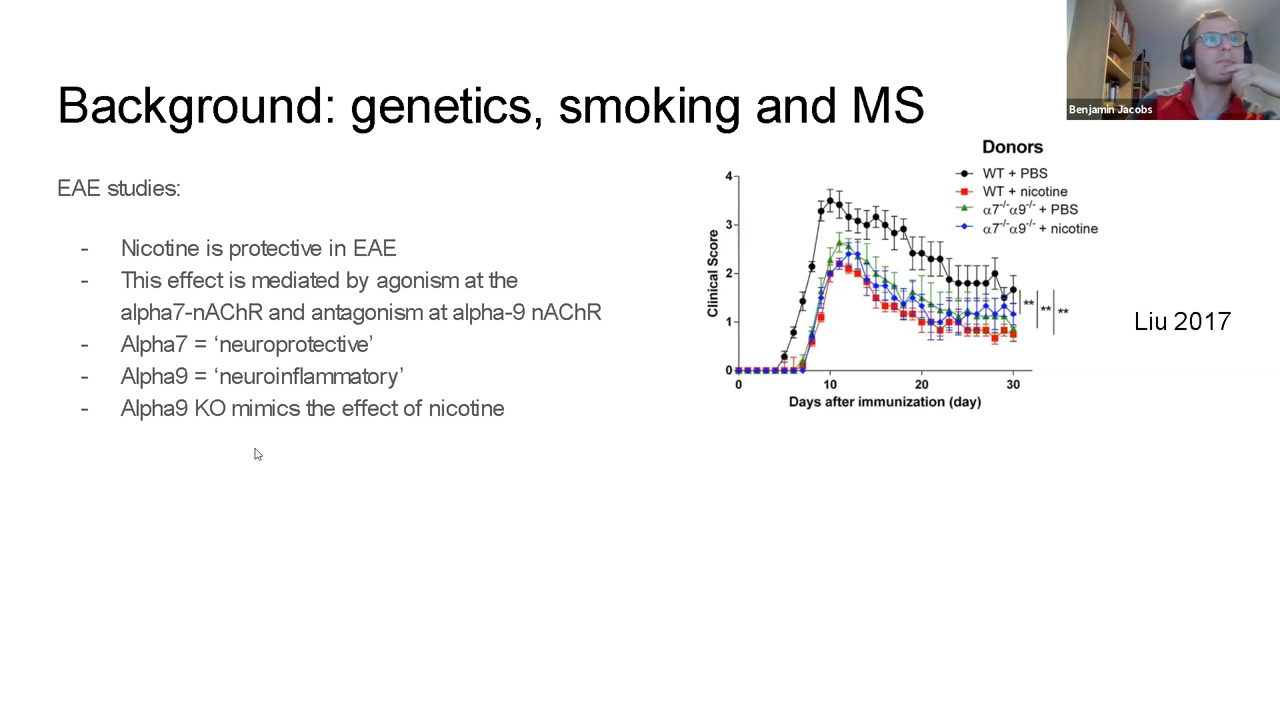 Benjamin Jacobs
Background: genetics, smoking and MS
EAE studies:
- Nicotine is protective in EAE
- This effect is mediated by agonism at the
alpha7-nAChR and antagonism at alpha-9 nAChR
- Alpha7 = ‘neuroprotective’
- Alpha9 = ‘neuroinflammatory’
- Alpha9 KO mimics the effect of nicotine
Donors
WT + PBS
WT + nicotine
α7-/-α9-/- + PBS
α7-/-α9-/- + nicotine
Clinical Score
4
3
2
1
0
0 10 20 30
Days after immunization (day)
** ** **
Liu 2017